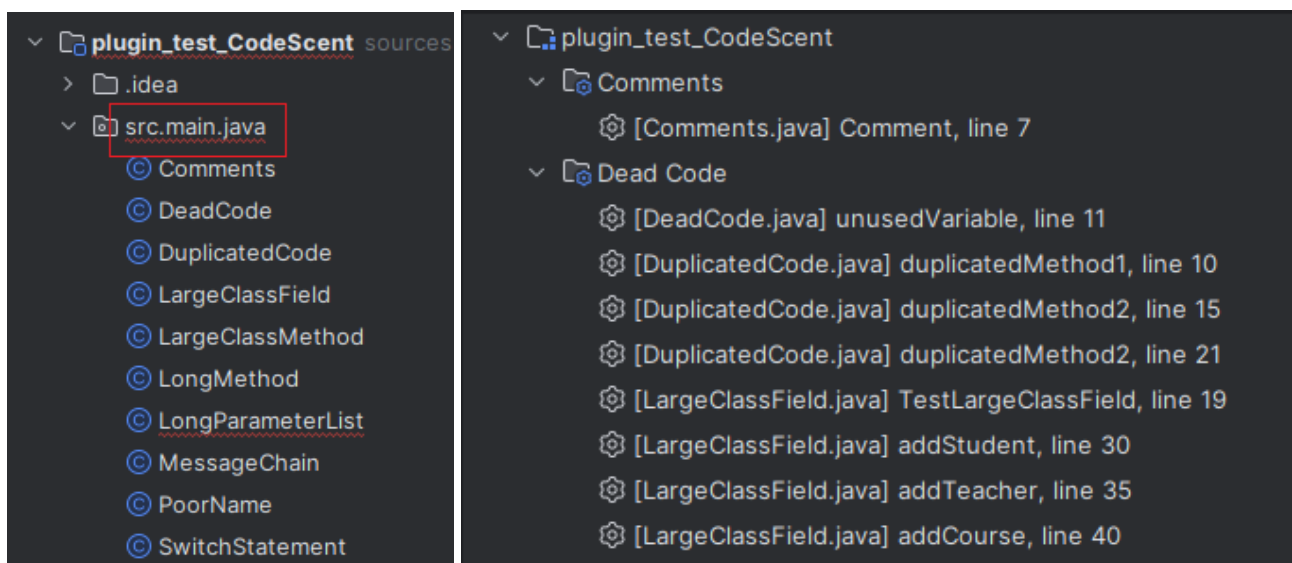 plugin_test_CodeScent sources
.idea
src.main.java
Comments
DeadCode
DuplicatedCode
LargeClassField
LargeClassMethod
LongMethod
LongParameterList
MessageChain
PoorName
SwitchStatement
plugin_test_CodeScent
Comments
[Comments.java] Comment, line 7
Dead Code
[DeadCode.java] unusedVariable, line 11
[DuplicatedCode.java] duplicatedMethod1, line 10
[DuplicatedCode.java] duplicatedMethod2, line 15
[DuplicatedCode.java] duplicatedMethod2, line 21
[LargeClassField.java] TestLargeClassField, line 19
[LargeClassField.java] addStudent, line 30
[LargeClassField.java] addTeacher, line 35
[LargeClassField.java] addCourse, line 40